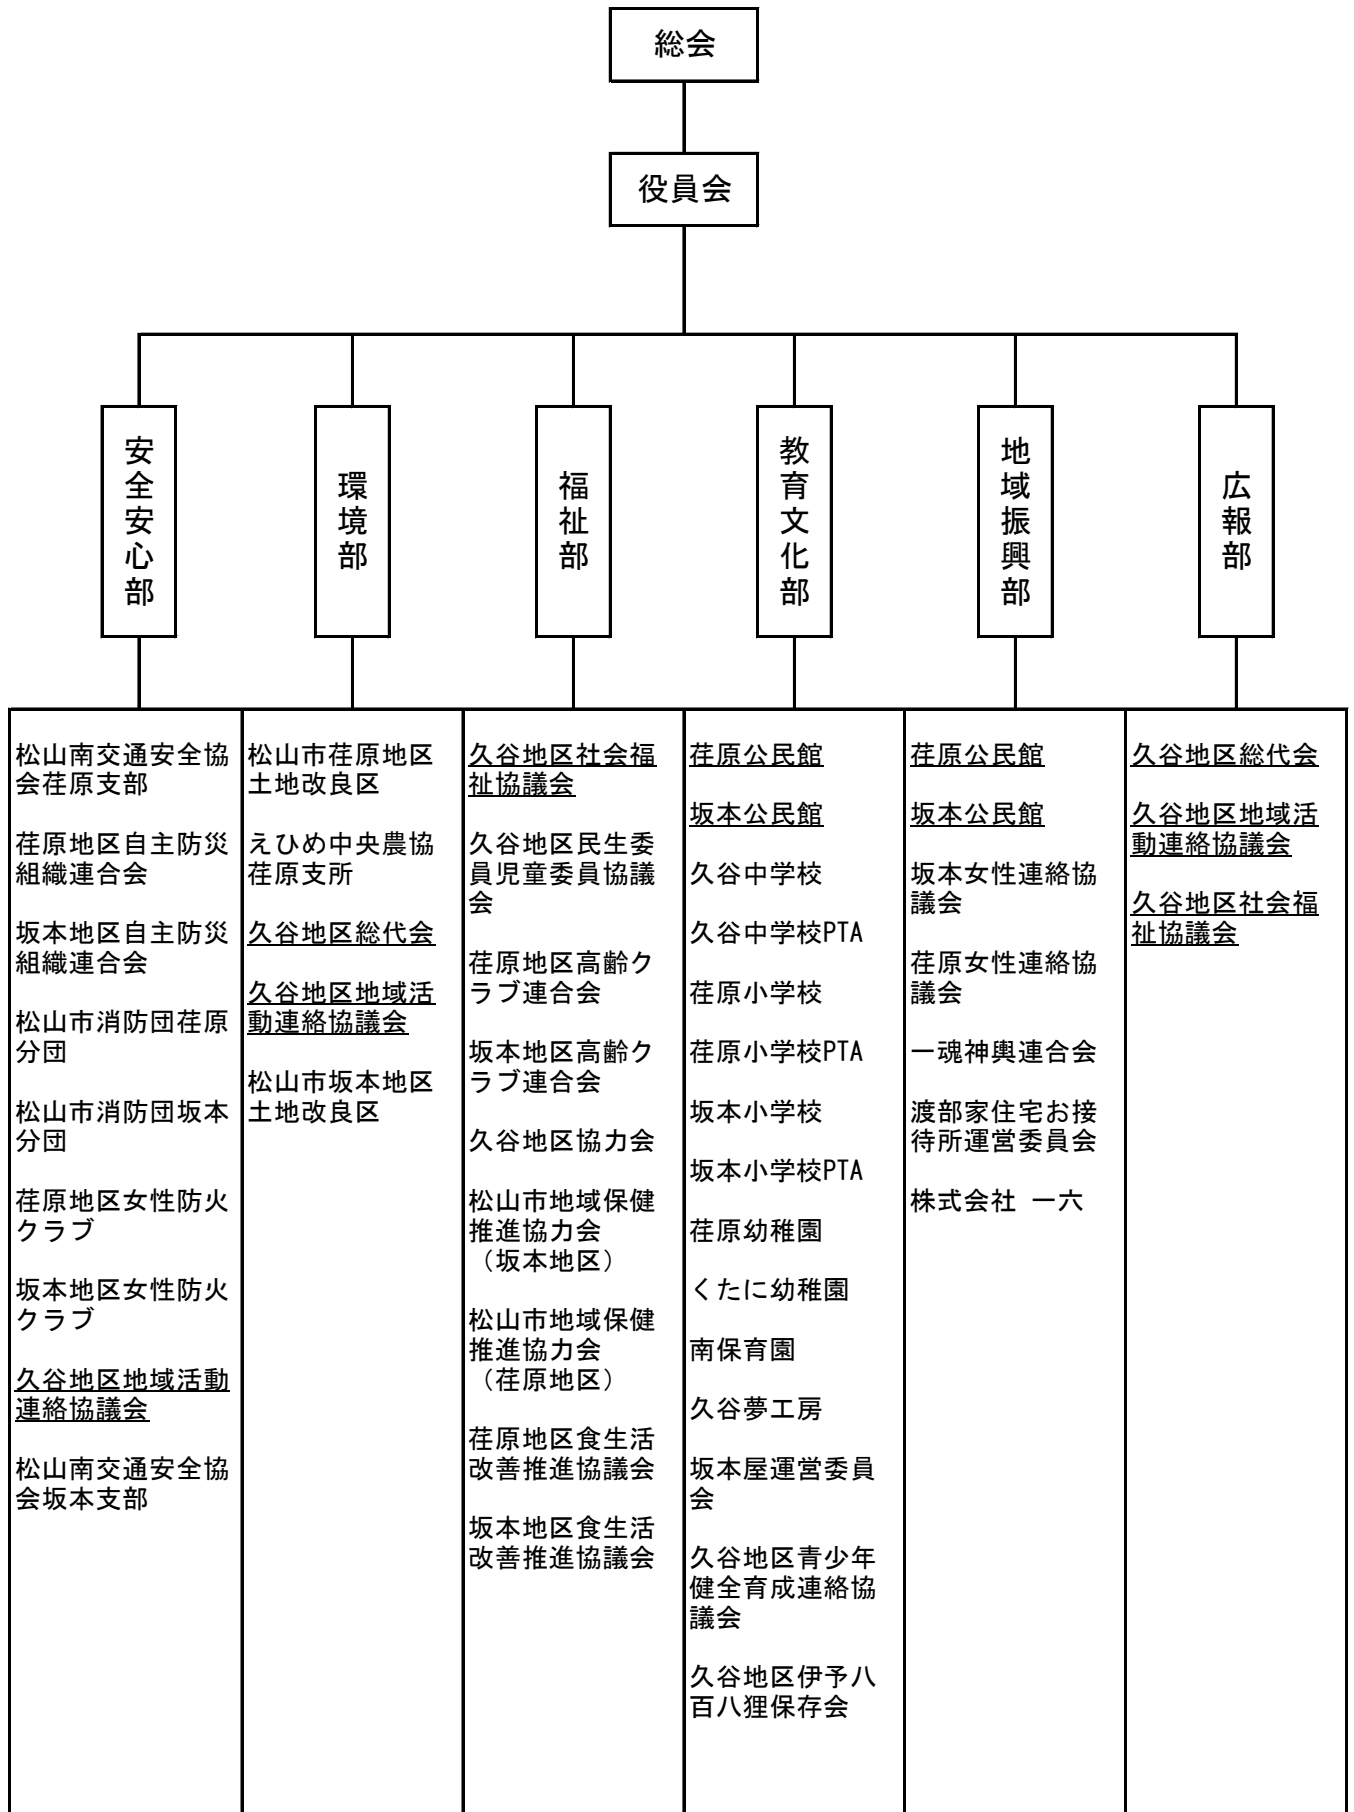 総会
役員会
安全安心部
環境部
福祉部
教育文化部
地域振興部
広報部
松山南交通安全協
会荏原支部
荏原地区自主防災
組織連合会
坂本地区自主防災
組織連合会
松山市消防団荏原
分団
松山市消防団坂本
分団
荏原地区女性防火
クラブ
坂本地区女性防火
クラブ
久谷地区地域活動
連絡協議会
松山南交通安全協
会坂本支部
松山市荏原地区
土地改良区
えひめ中央農協
荏原支所
久谷地区総代会
久谷地区地域活
動連絡協議会
松山市坂本地区
土地改良区
久谷地区社会福
祉協議会
久谷地区民生委
員児童委員協議
会
荏原地区高齢ク
ラブ連合会
坂本地区高齢ク
ラブ連合会
久谷地区協力会
松山市地域保健
推進協力会
（坂本地区）
松山市地域保健
推進協力会
（荏原地区）
荏原地区食生活
改善推進協議会
坂本地区食生活
改善推進協議会
荏原公民館
坂本公民館
久谷中学校
久谷中学校PTA
荏原小学校
荏原小学校PTA
坂本小学校
坂本小学校PTA
荏原幼稚園
くたに幼稚園
南保育園
久谷夢工房
坂本屋運営委員
会
久谷地区青少年
健全育成連絡協
議会
久谷地区伊予八
百八狸保存会
荏原公民館
坂本公民館
坂本女性連絡協
議会
荏原女性連絡協
議会
一魂神輿連合会
渡部家住宅お接
待所運営委員会
株式会社 一六
久谷地区総代会
久谷地区地域活
動連絡協議会
久谷地区社会福
祉協議会